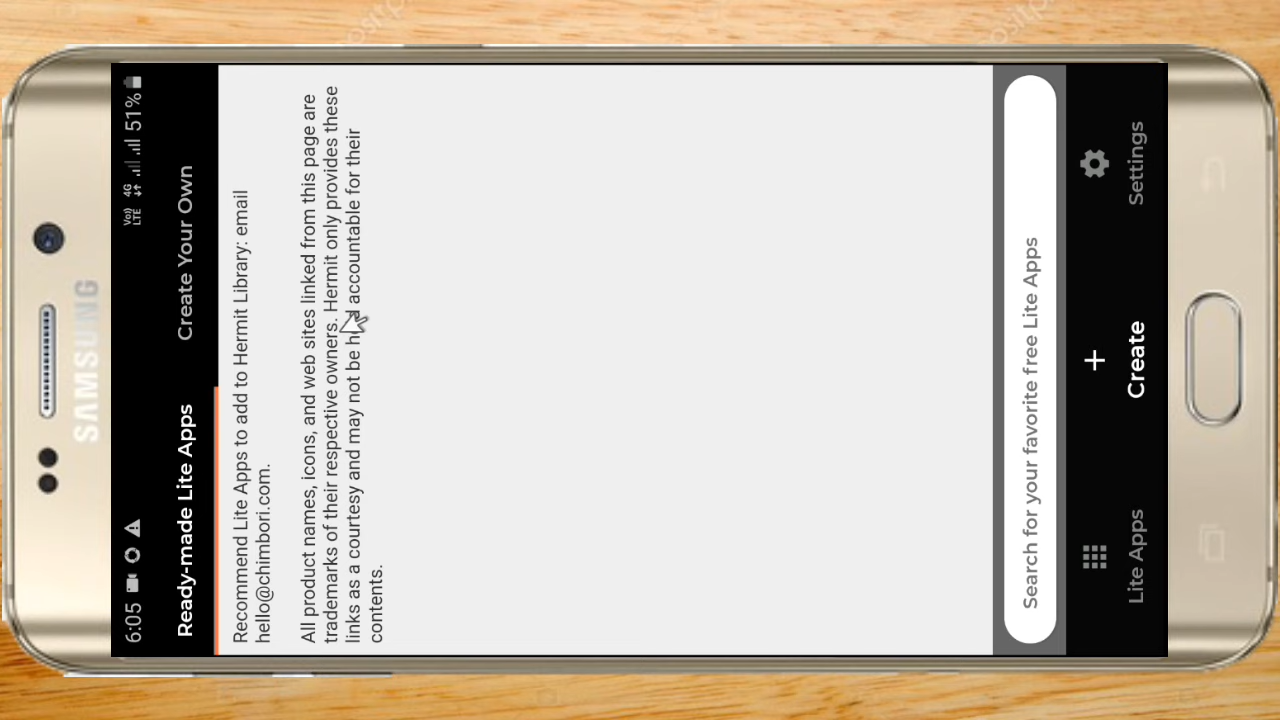 SAMSUNG
6:05
Vo)) 4G
LTE
51%
Ready-made Lite Apps Create Your Own
Recommend Lite Apps to add to Hermit Library: email
hello@chimbori.com.
All product names, icons, and web sites linked from this page are
trademarks of their respective owners. Hermit only provides these
links as a courtesy and may not be accountable for their
contents.
Search for your favorite free Lite Apps
Lite Apps Create Settings